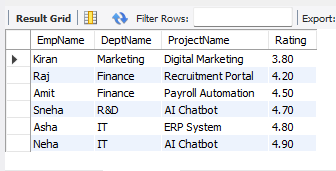 Result Grid Filter Rows: Export:
EmpName DeptName ProjectName Rating
Kiran Marketing Digital Marketing 3.80
Raj Finance Recruitment Portal 4.20
Amit Finance Payroll Automation 4.50
Sneha R&D AI Chatbot 4.70
Asha IT ERP System 4.80
Neha IT AI Chatbot 4.90